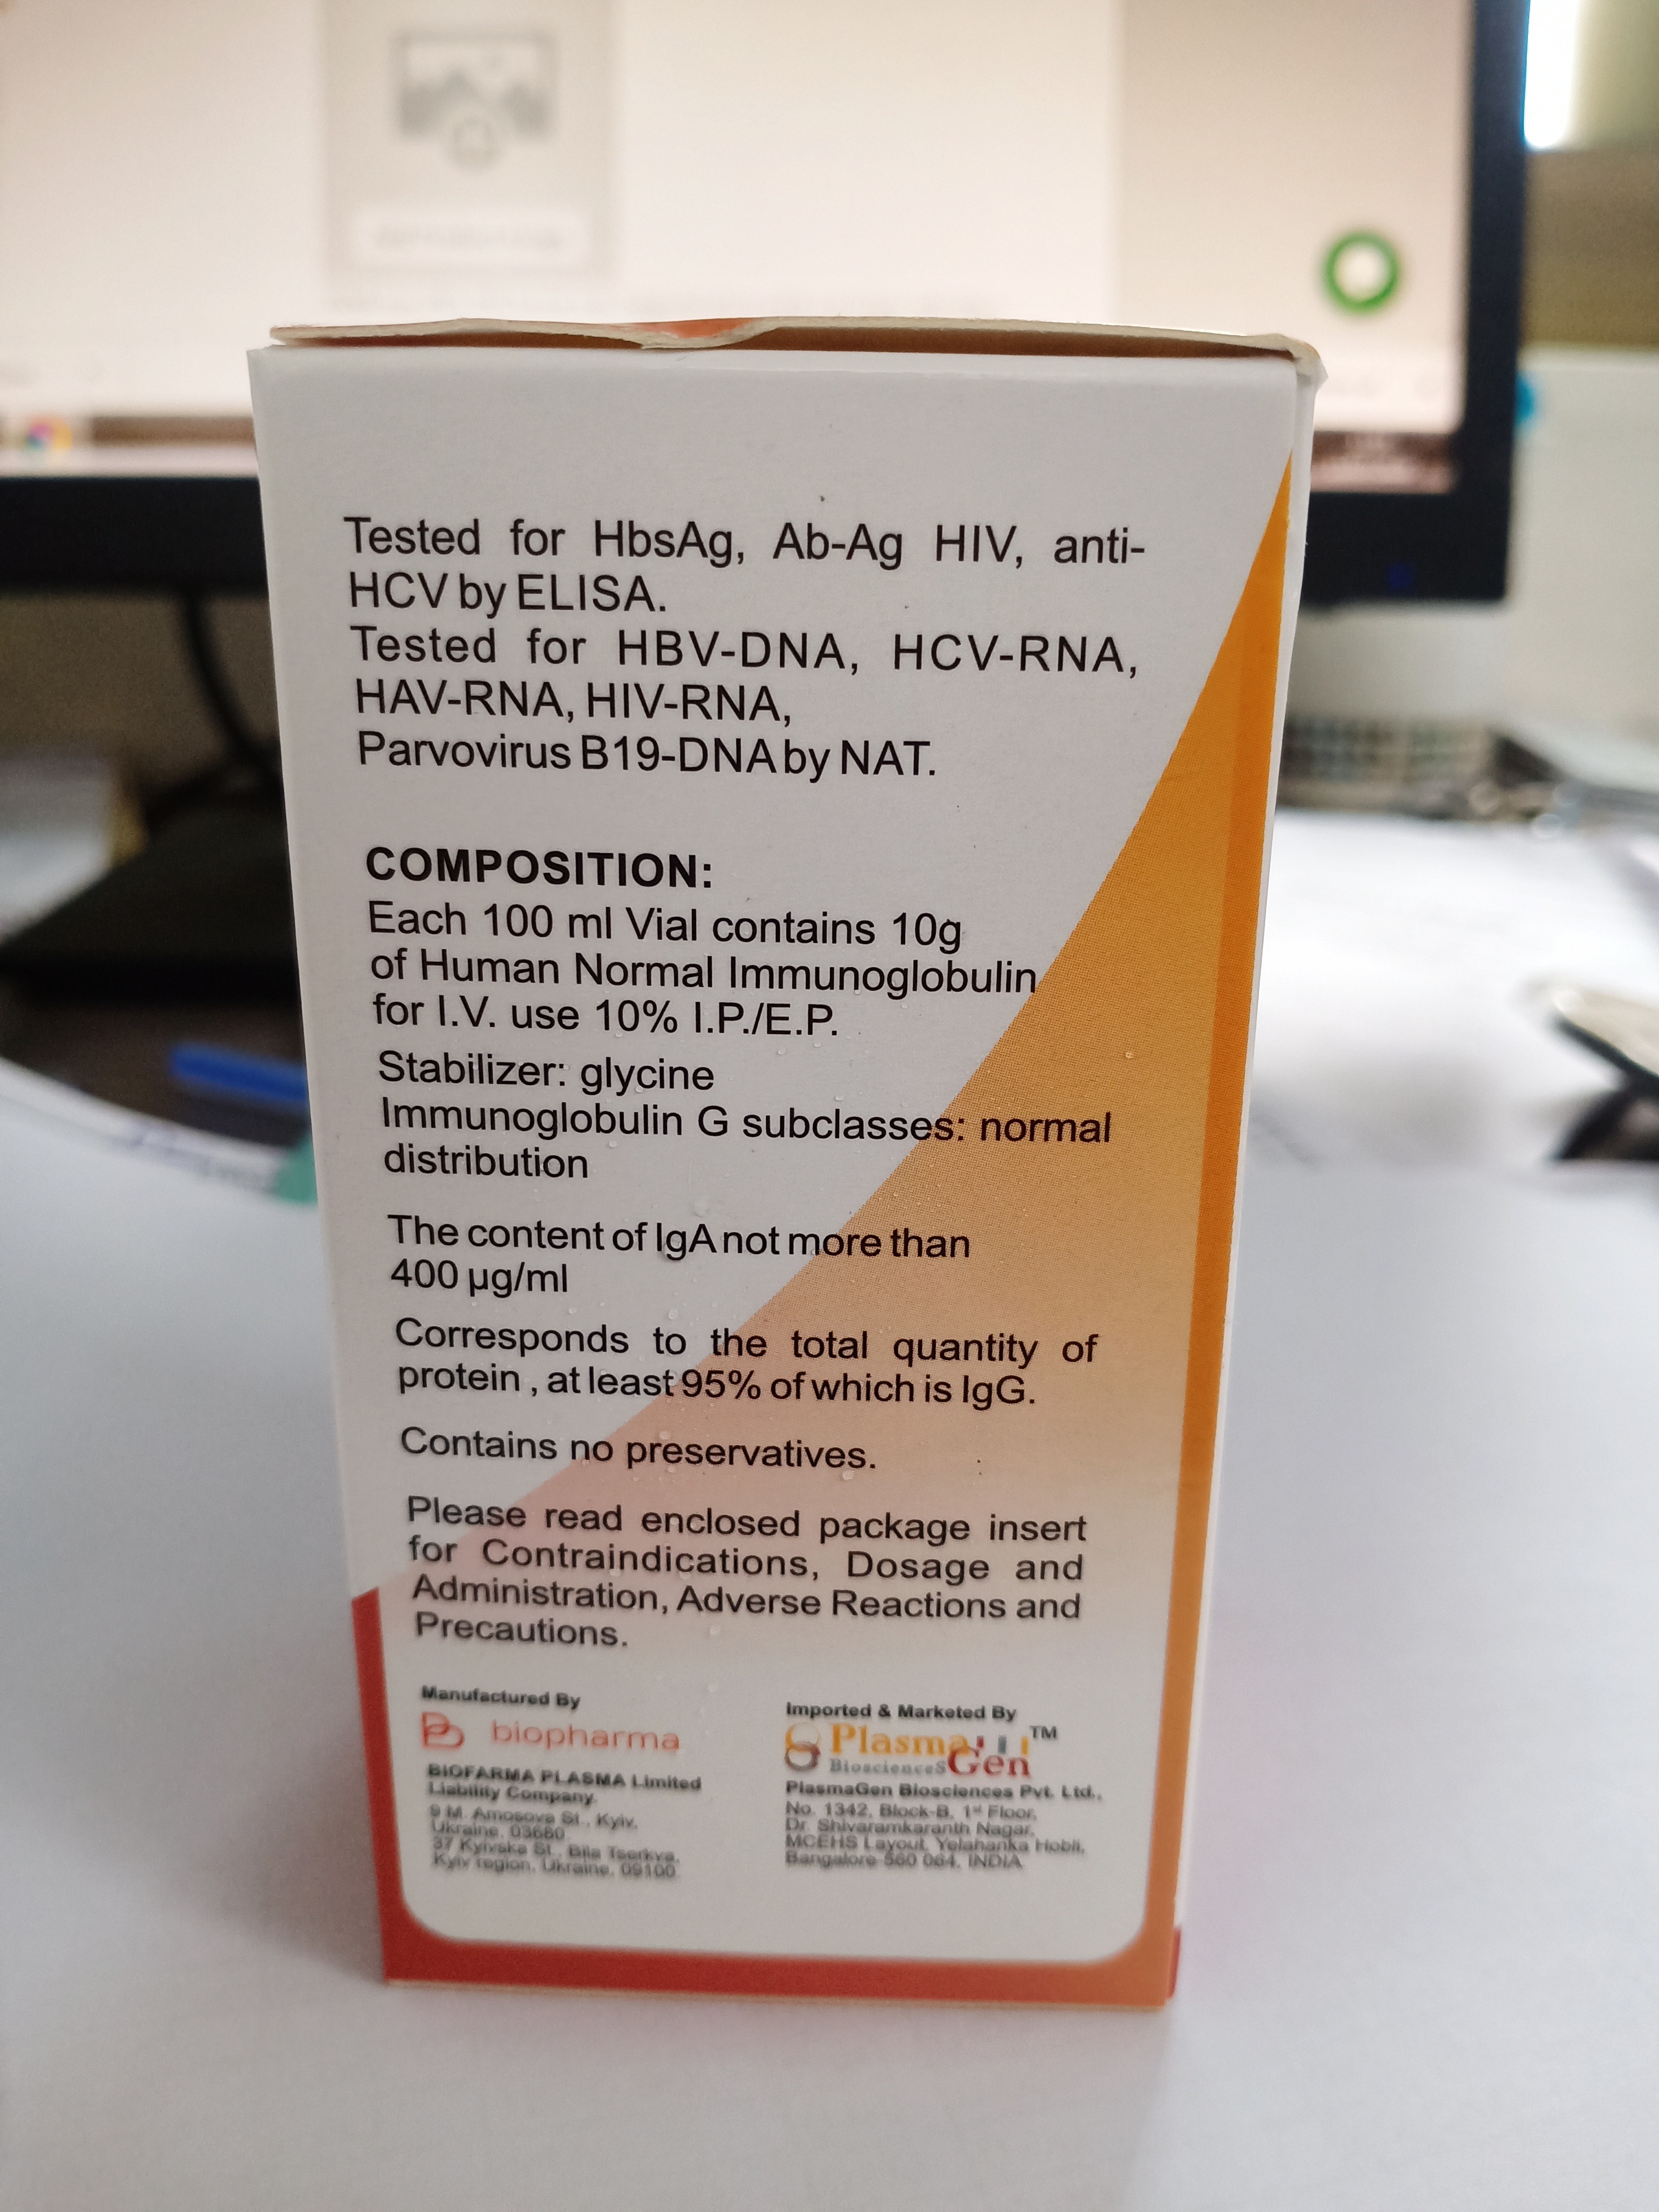 Tested for HbsAg, Ab-Ag HIV, anti-
HCV by ELISA.
Tested for HBV-DNA, HCV-RNA,
HAV-RNA, HIV-RNA,
Parvovirus B19-DNA by NAT.
COMPOSITION:
Each 100 ml Vial contains 10g
of Human Normal Immunoglobulin
for I.V. use 10% I.P./E.P.
Stabilizer: glycine
Immunoglobulin G subclasses: normal
distribution
The content of IgA not more than
400 µg/ml
Corresponds to the total quantity of
protein , at least 95% of which is IgG.
Contains no preservatives.
Please read enclosed package insert
for Contraindications, Dosage and
Administration, Adverse Reactions and
Precautions.
Manufactured By
biopharma
BIOFARMA PLASMA Limited
Liability Company.
9 M. Amosova St., Kyiv,
Ukraine, 03680
37 Kyivska St., Bila Tserkva,
Kyiv region, Ukraine, 09100
Imported & Marketed By
PlasmaGen™
BioscienceS
PlasmaGen Biosciences Pvt. Ltd.,
No. 1342, Block-B, 1st Floor,
Dr. Shivaramkaranth Nagar,
MCEHS Layout, Yelahanka Hobli,
Bangalore-560 064, INDIA